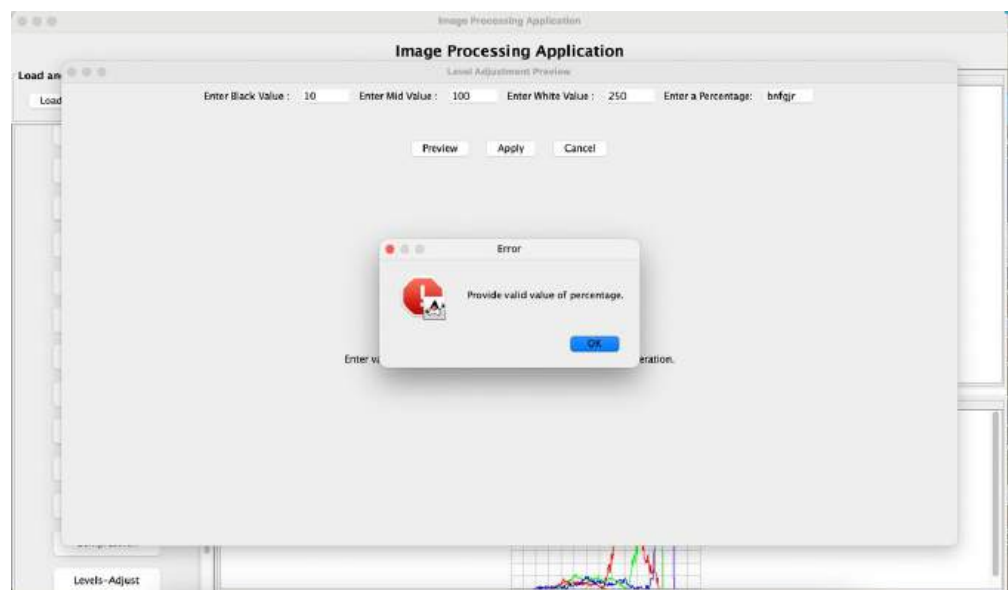 Image Processing Application
Image Processing Application
Load an
Level Adjustment Preview
Load
Enter Black Value : 10 Enter Mid Value : 100 Enter White Value : 250 Enter a Percentage: bnfgjr
Preview Apply Cancel
Error
Provide valid value of percentage.
OK
Enter va eration.
Levels-Adjust